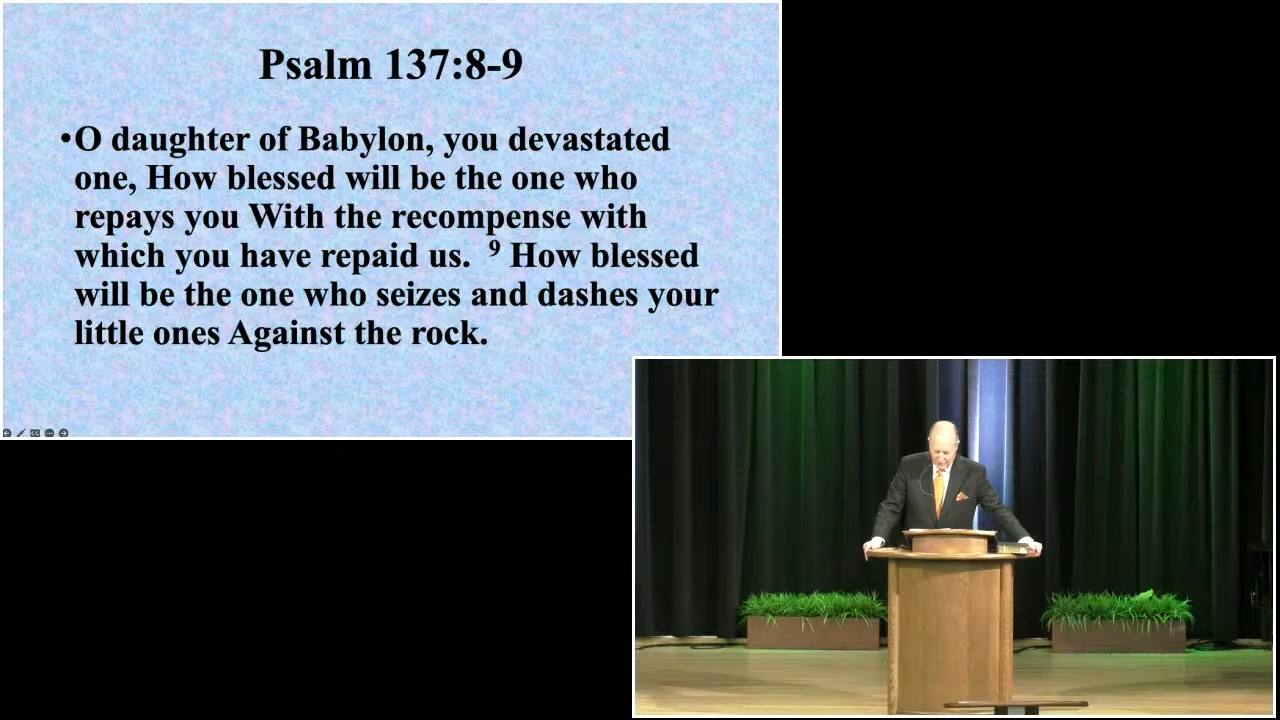 Psalm 137:8-9
•O daughter of Babylon, you devastated
one, How blessed will be the one who
repays you With the recompense with
which you have repaid us. ⁹ How blessed
will be the one who seizes and dashes your
little ones Against the rock.